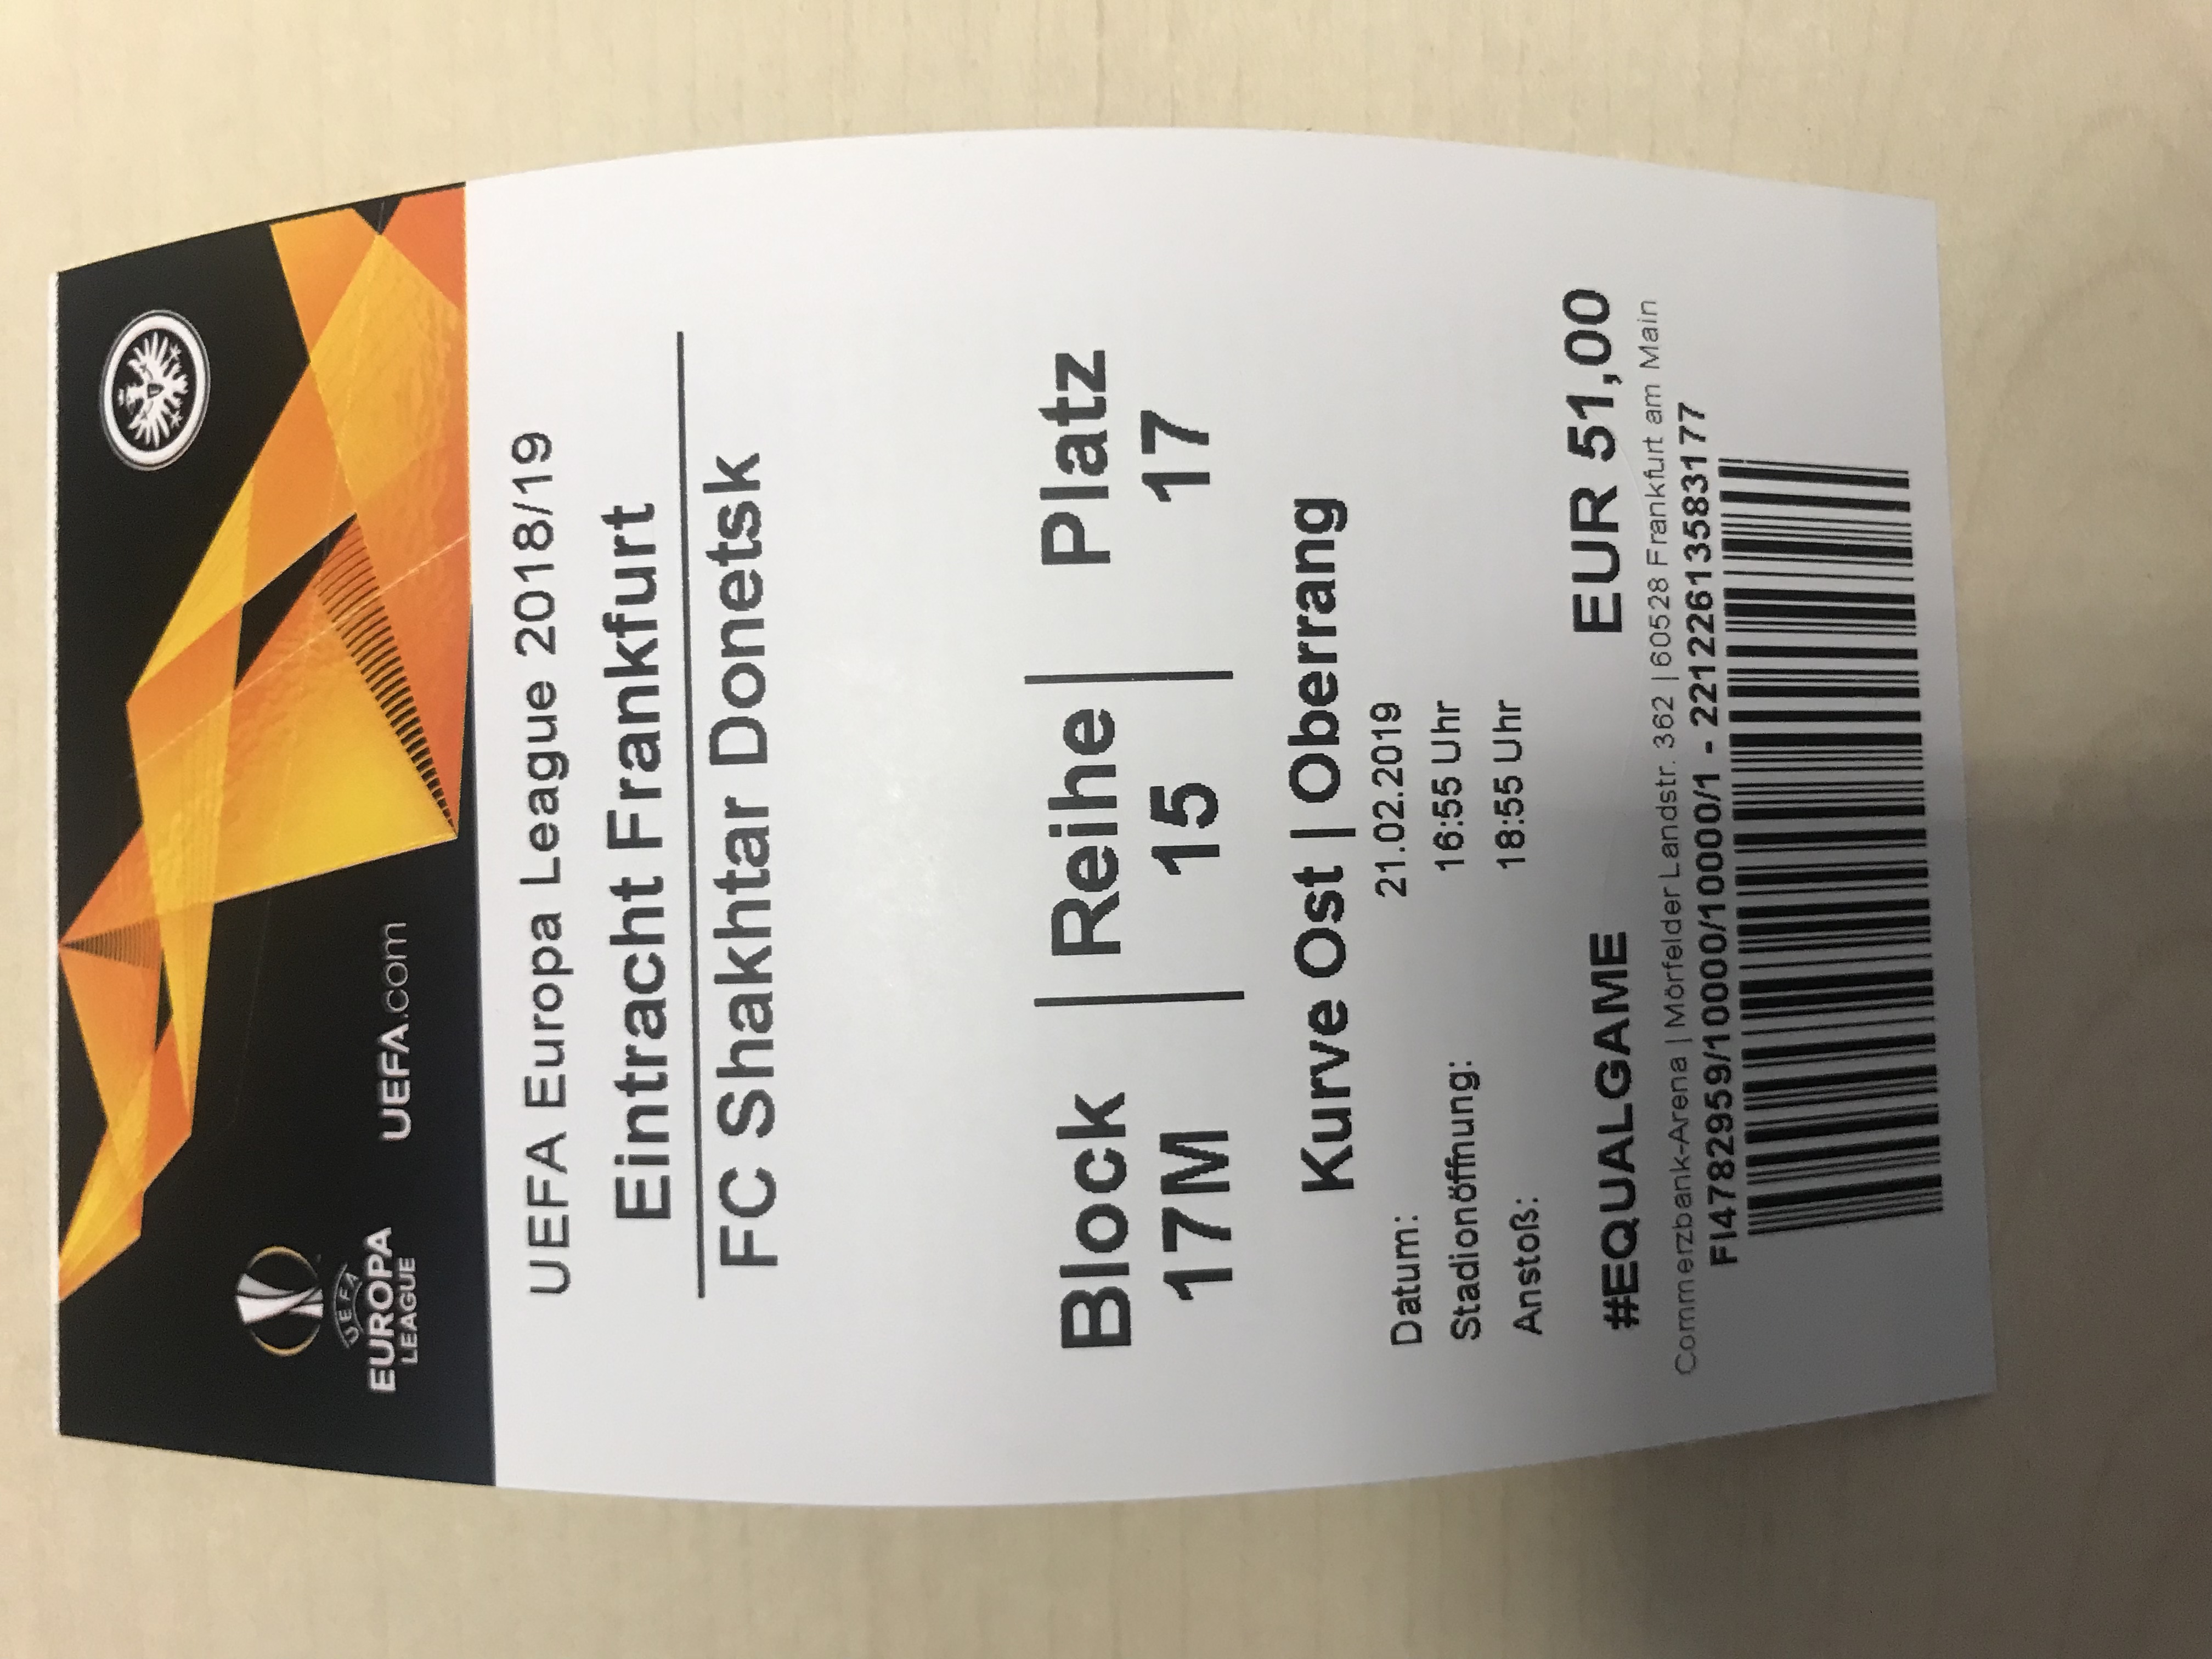 UEFA
EUROPA
LEAGUE
UEFA.com
UEFA Europa League 2018/19
Eintracht Frankfurt
FC Shakhtar Donetsk
Block | Reihe | Platz
17M | 15 | 17
Kurve Ost | Oberrang
Datum: 21.02.2019
Stadionöffnung: 16:55 Uhr
Anstoß: 18:55 Uhr
#EQUALGAME EUR 51,00
Commerzbank-Arena | Mörfelder Landstr. 362 | 60528 Frankfurt am Main
FI4782959/10000/10000/1 - 2212261358317​7